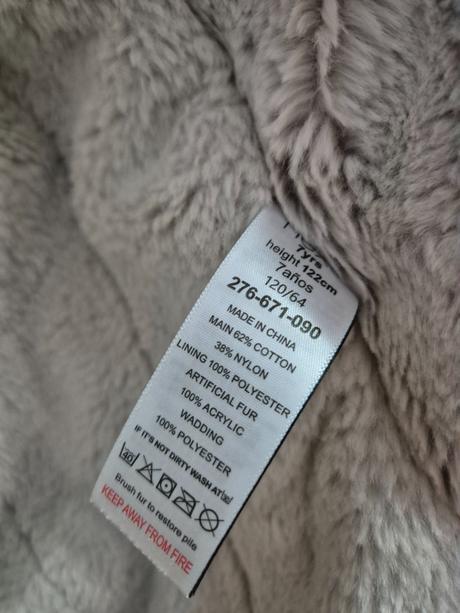 7yrs
height 122cm
7años
120/64
276-671-090
MADE IN CHINA
MAIN 62% COTTON
38% NYLON
LINING 100% POLYESTER
ARTIFICIAL FUR
100% ACRYLIC
WADDING
100% POLYESTER
IF IT'S NOT DIRTY WASH AT
40
Brush fur to restore pile
KEEP AWAY FROM FIRE